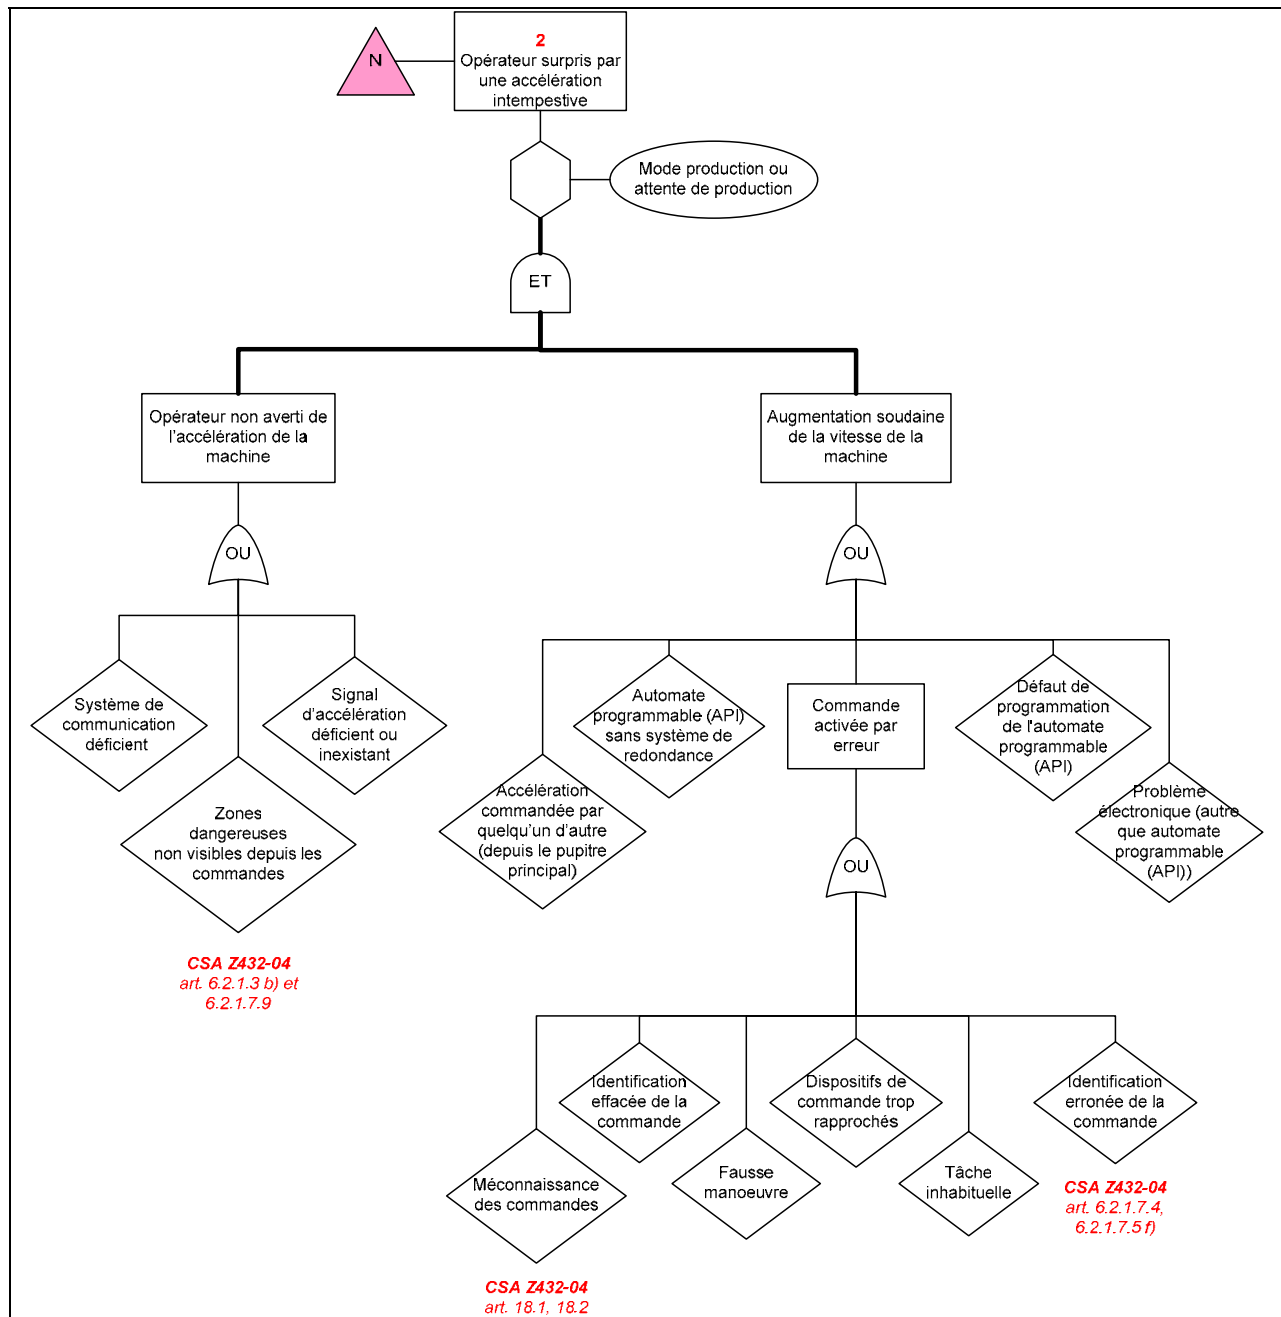 N
2
Opérateur surpris par
une accélération
intempestive
Mode production ou
attente de production
ET
Opérateur non averti de
l'accélération de la
machine
Augmentation soudaine
de la vitesse de la
machine
OU
OU
Système de
communication
déficient
Signal
d'accélération
déficient ou
inexistant
Zones
dangereuses
non visibles depuis les
commandes
CSA Z432-04
art. 6.2.1.3 b) et
6.2.1.7.9
Automate
programmable (API)
sans système de
redondance
Accélération
commandée par
quelqu'un d'autre
(depuis le pupitre
principal)
Commande
activée par
erreur
Défaut de
programmation
de l'automate
programmable
(API)
Problème
électronique (autre
que automate
programmable
(API))
OU
Identification
effacée de la
commande
Dispositifs de
commande trop
rapprochés
Identification
erronée de la
commande
Méconnaissance
des commandes
Fausse
manoeuvre
Tâche
inhabituelle
CSA Z432-04
art. 6.2.1.7.4,
6.2.1.7.5 f)
CSA Z432-04
art. 18.1, 18.2